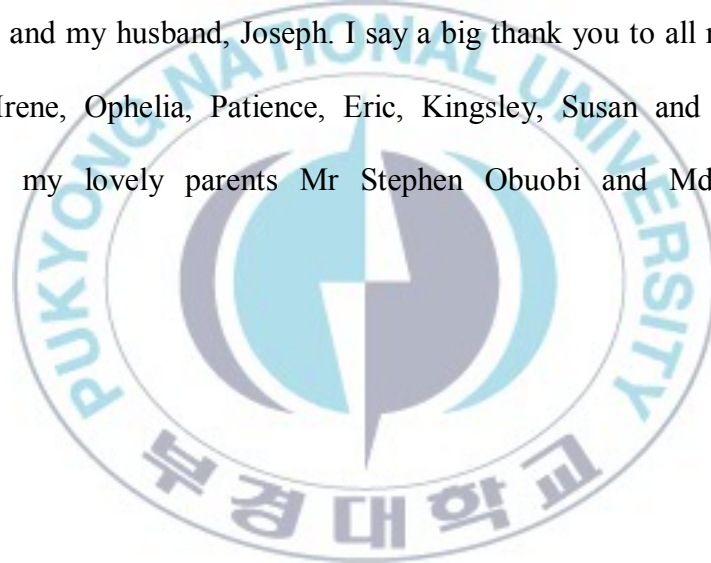 and my husband, Joseph. I say a big thank you to all
Irene, Ophelia, Patience, Eric, Kingsley, Susan and
my lovely parents Mr Stephen Obuobi and Md
PUKYONG NATIONAL UNIVERSITY
부경대학교